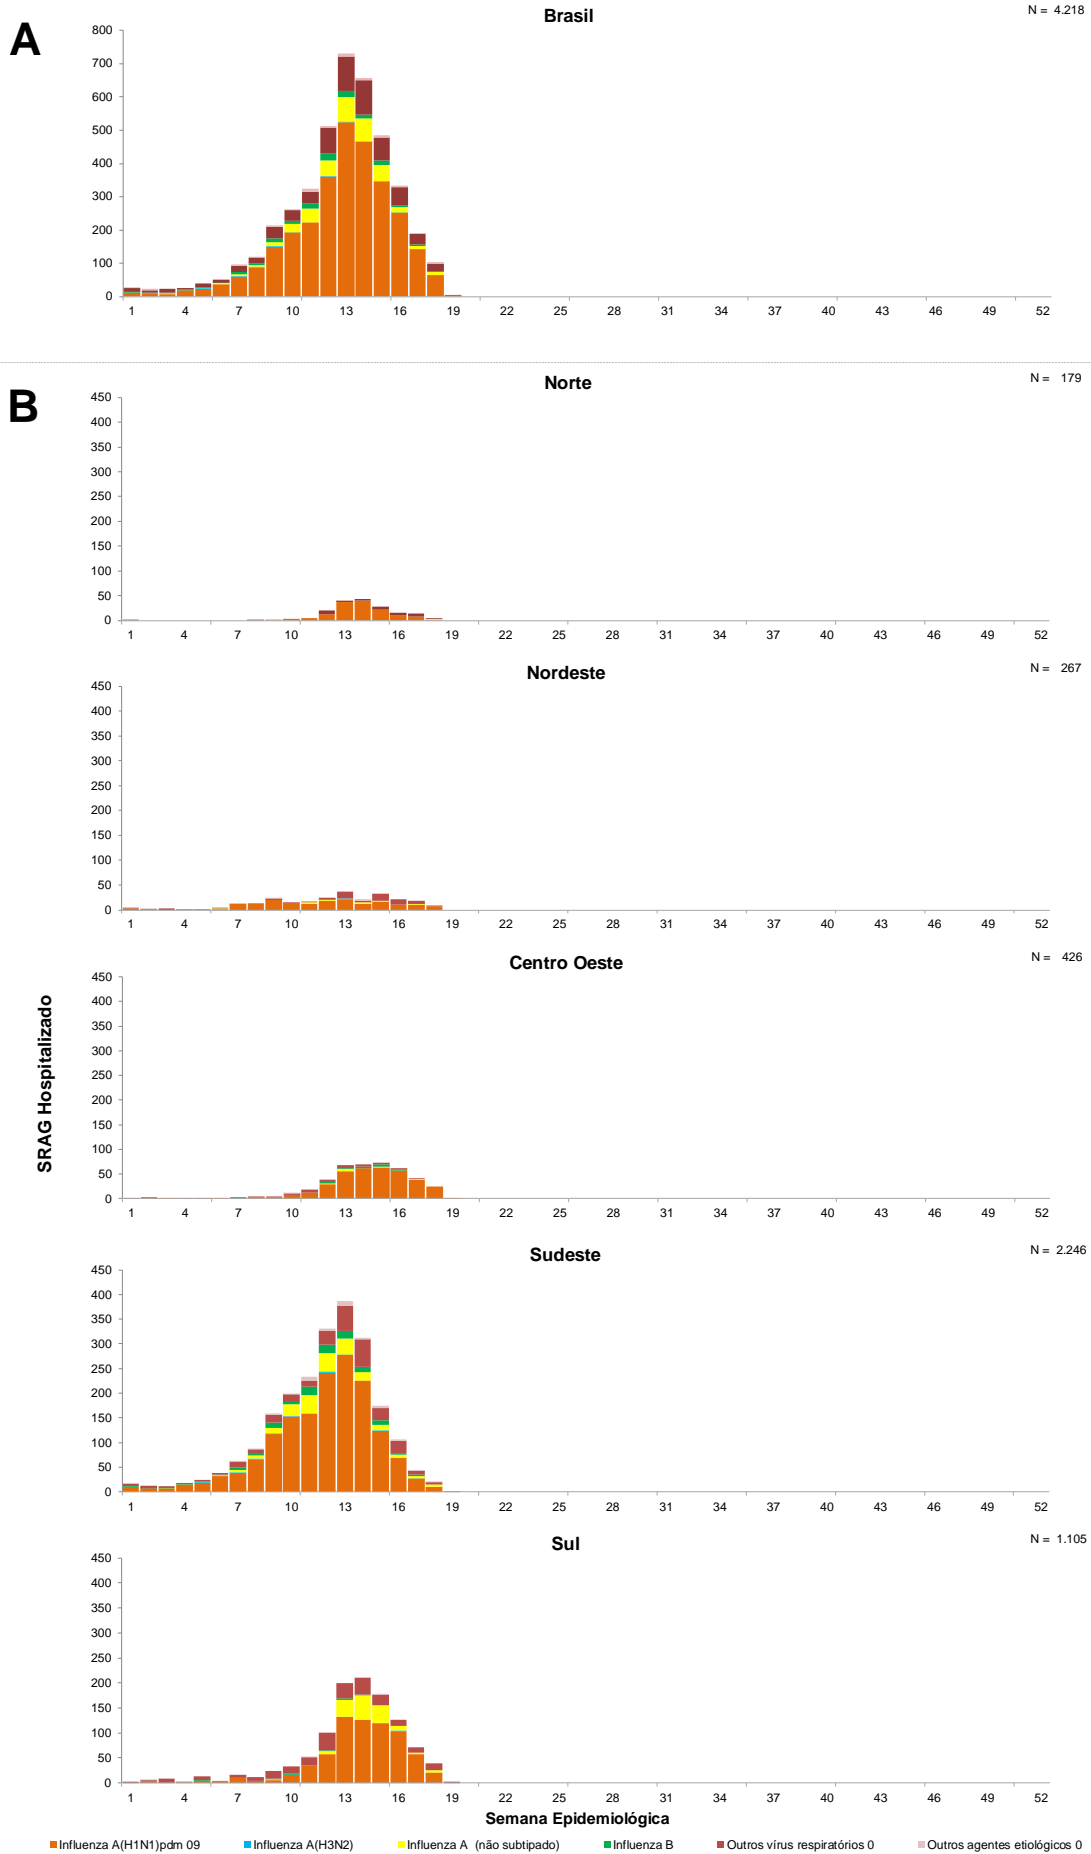 A
Brasil
N = 4.218
800
700
600
500
400
300
200
100
0
1 4 7 10 13 16 19 22 25 28 31 34 37 40 43 46 49 52
B
Norte
N = 179
450
400
350
300
250
200
150
100
50
0
1 4 7 10 13 16 19 22 25 28 31 34 37 40 43 46 49 52
Nordeste
N = 267
450
400
350
300
250
200
150
100
50
0
1 4 7 10 13 16 19 22 25 28 31 34 37 40 43 46 49 52
Centro Oeste
N = 426
450
400
350
300
250
200
150
100
50
0
1 4 7 10 13 16 19 22 25 28 31 34 37 40 43 46 49 52
SRAG Hospitalizado
Sudeste
N = 2.246
450
400
350
300
250
200
150
100
50
0
1 4 7 10 13 16 19 22 25 28 31 34 37 40 43 46 49 52
Sul
N = 1.105
450
400
350
300
250
200
150
100
50
0
1 4 7 10 13 16 19 22 25 28 31 34 37 40 43 46 49 52
Semana Epidemiológica
Influenza A(H1N1)pdm 09 Influenza A(H3N2) Influenza A (não subtipado) Influenza B Outros vírus respiratórios 0 Outros agentes etiológicos 0